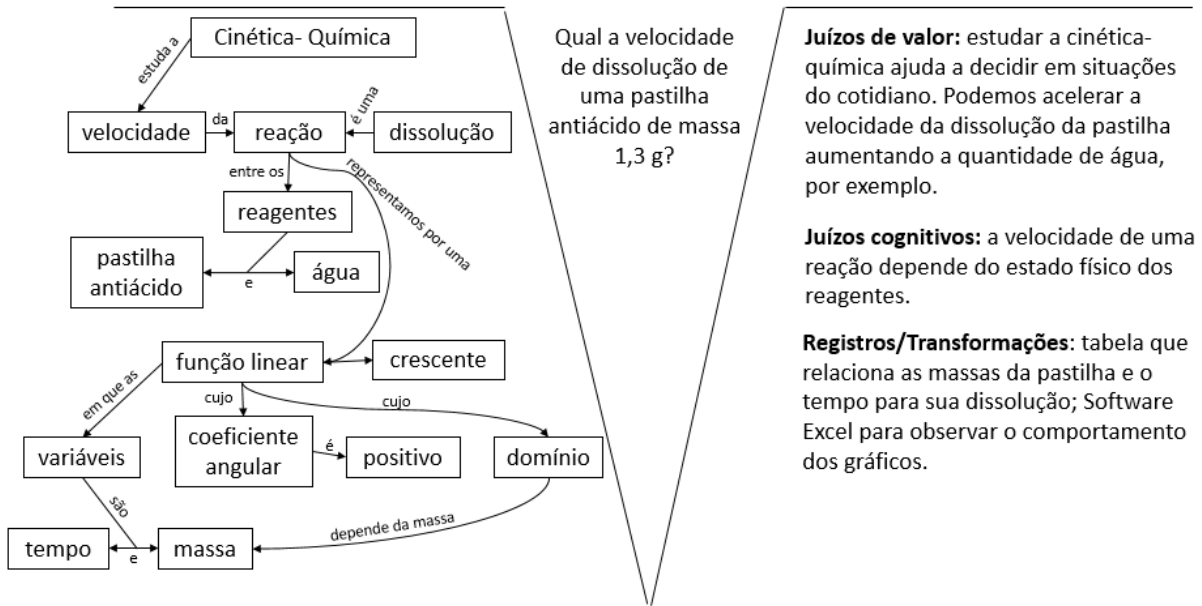 Cinética- Química
estuda a
velocidade
da
reação
é uma
dissolução
entre os
representamos por uma
reagentes
pastilha
antiácido
e
água
função linear
crescente
em que as
cujo
cujo
variáveis
coeficiente
angular
é
positivo
domínio
são
depende da massa
tempo
e
massa
Qual a velocidade
de dissolução de
uma pastilha
antiácido de massa
1,3 g?
Juízos de valor: estudar a cinética-
química ajuda a decidir em situações
do cotidiano. Podemos acelerar a
velocidade da dissolução da pastilha
aumentando a quantidade de água,
por exemplo.
Juízos cognitivos: a velocidade de uma
reação depende do estado físico dos
reagentes.
Registros/Transformações: tabela que
relaciona as massas da pastilha e o
tempo para sua dissolução; Software
Excel para observar o comportamento
dos gráficos.